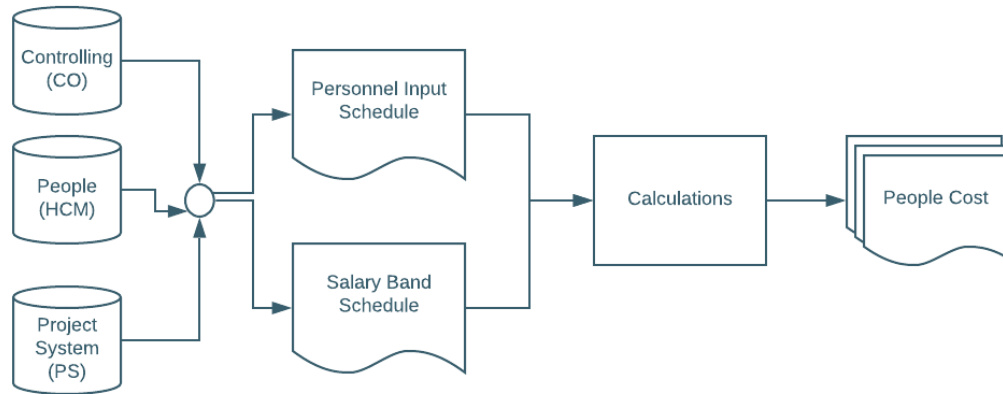 Controlling
(CO)
People
(HCM)
Project
System
(PS)
Personnel Input
Schedule
Salary Band
Schedule
Calculations
People Cost